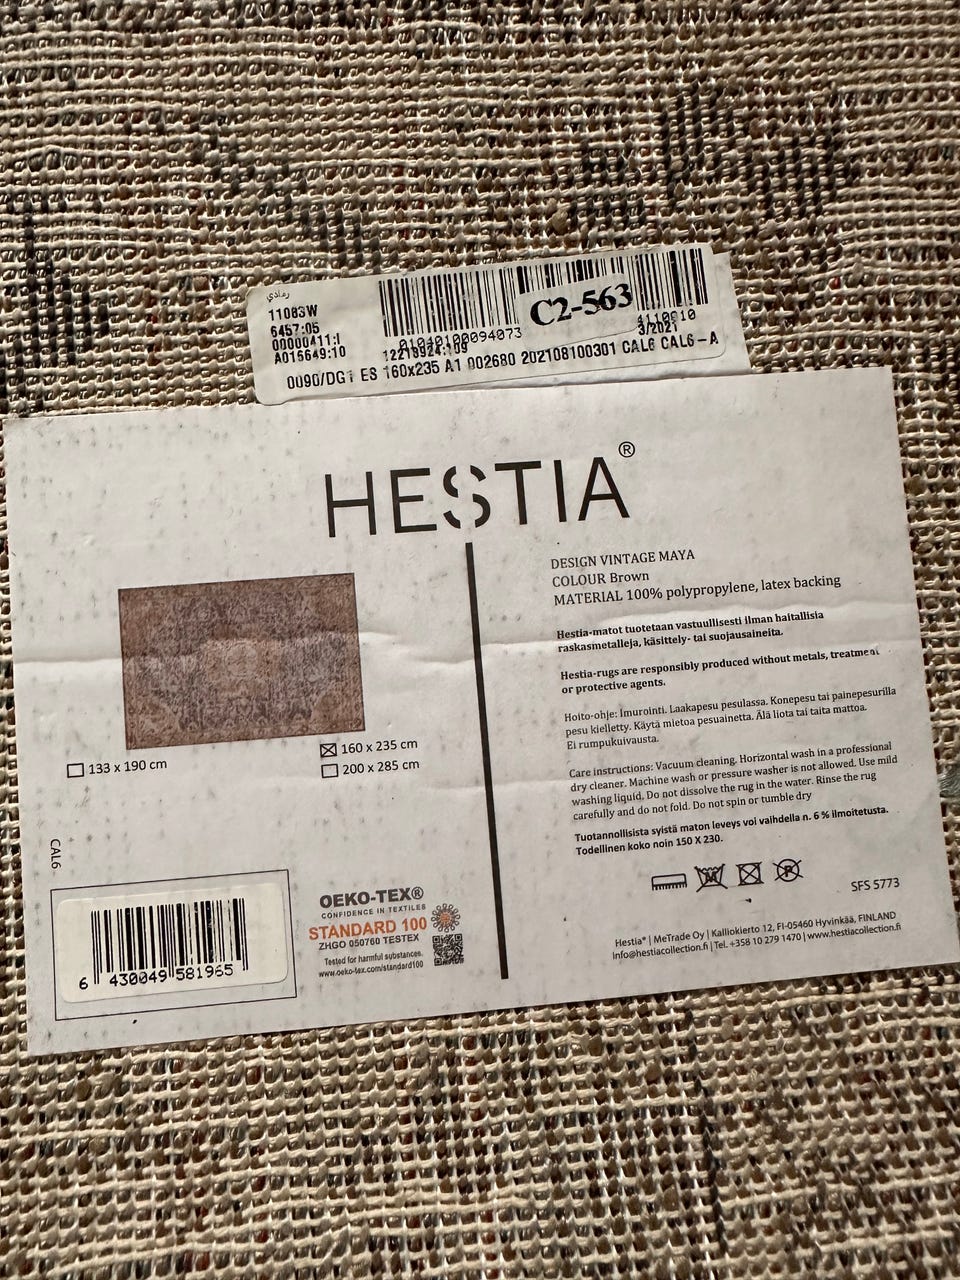 رمادي
11083W
6457:05
00000411:I
A015649:10
01040100094073
12213924:109
C2-563
4110910
3/2021
0090/DG1 ES 160x235 A1 002680 202108100301 CAL6 CAL6-A
HESTIA®
133 x 190 cm
160 x 235 cm
200 x 285 cm
CAL6
6 430049 581965
OEKO-TEX®
CONFIDENCE IN TEXTILES
STANDARD 100
ZHGO 050760 TESTEX
Tested for harmful substances.
www.oeko-tex.com/standard100
DESIGN VINTAGE MAYA
COLOUR Brown
MATERIAL 100% polypropylene, latex backing
Hestia-matot tuotetaan vastuullisesti ilman haitallisia
raskasmetalleja, käsittely- tai suojausaineita.
Hestia-rugs are responsibly produced without metals, treatment
or protective agents.
Hoito-ohje: Imurointi. Laakapesu pesulassa. Konepesu tai painepesurilla
pesu kielletty. Käytä mietoa pesuainetta. Älä liota tai taita mattoa.
Ei rumpukuivausta.
Care instructions: Vacuum cleaning. Horizontal wash in a professional
dry cleaner. Machine wash or pressure washer is not allowed. Use mild
washing liquid. Do not dissolve the rug in the water. Rinse the rug
carefully and do not fold. Do not spin or tumble dry
Tuotannollisista syistä maton leveys voi vaihdella n. 6 % ilmoitetusta.
Todellinen koko noin 150 X 230.
SFS 5773
Hestia® | MeTrade Oy | Kalliokierto 12, FI-05460 Hyvinkää, FINLAND
Info@hestiacollection.fi | Tel. +358 10 279 1470 | www.hestiacollection.fi